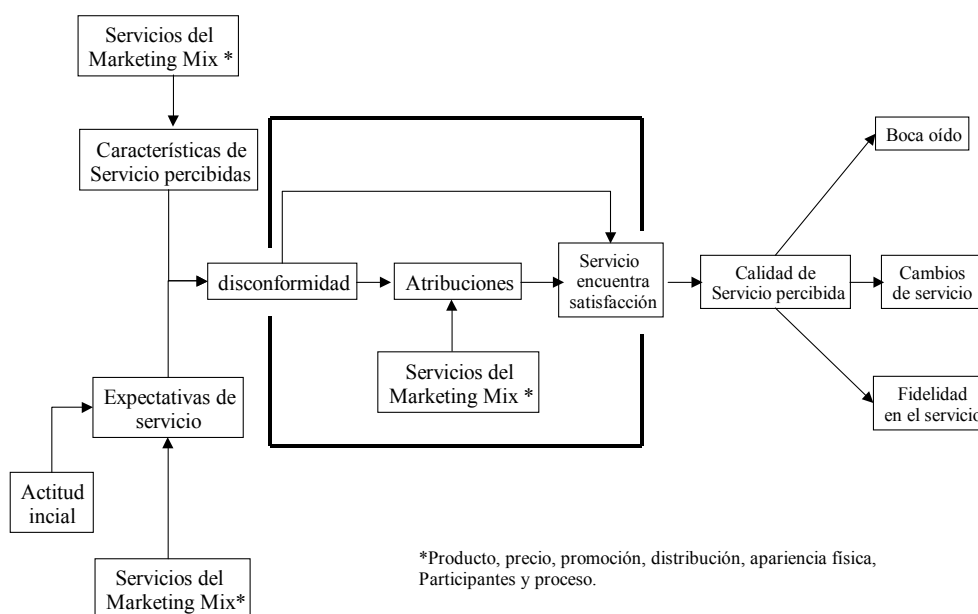 Servicios del
Marketing Mix *
Características de
Servicio percibidas
Boca oído
disconformidad
Atribuciones
Servicio
encuentra
satisfacción
Calidad de
Servicio percibida
Cambios
de servicio
Servicios del
Marketing Mix *
Expectativas de
servicio
Fidelidad
en el servicio
Actitud
incial
Servicios del
Marketing Mix*
*Producto, precio, promoción, distribución, apariencia física,
Participantes y proceso.